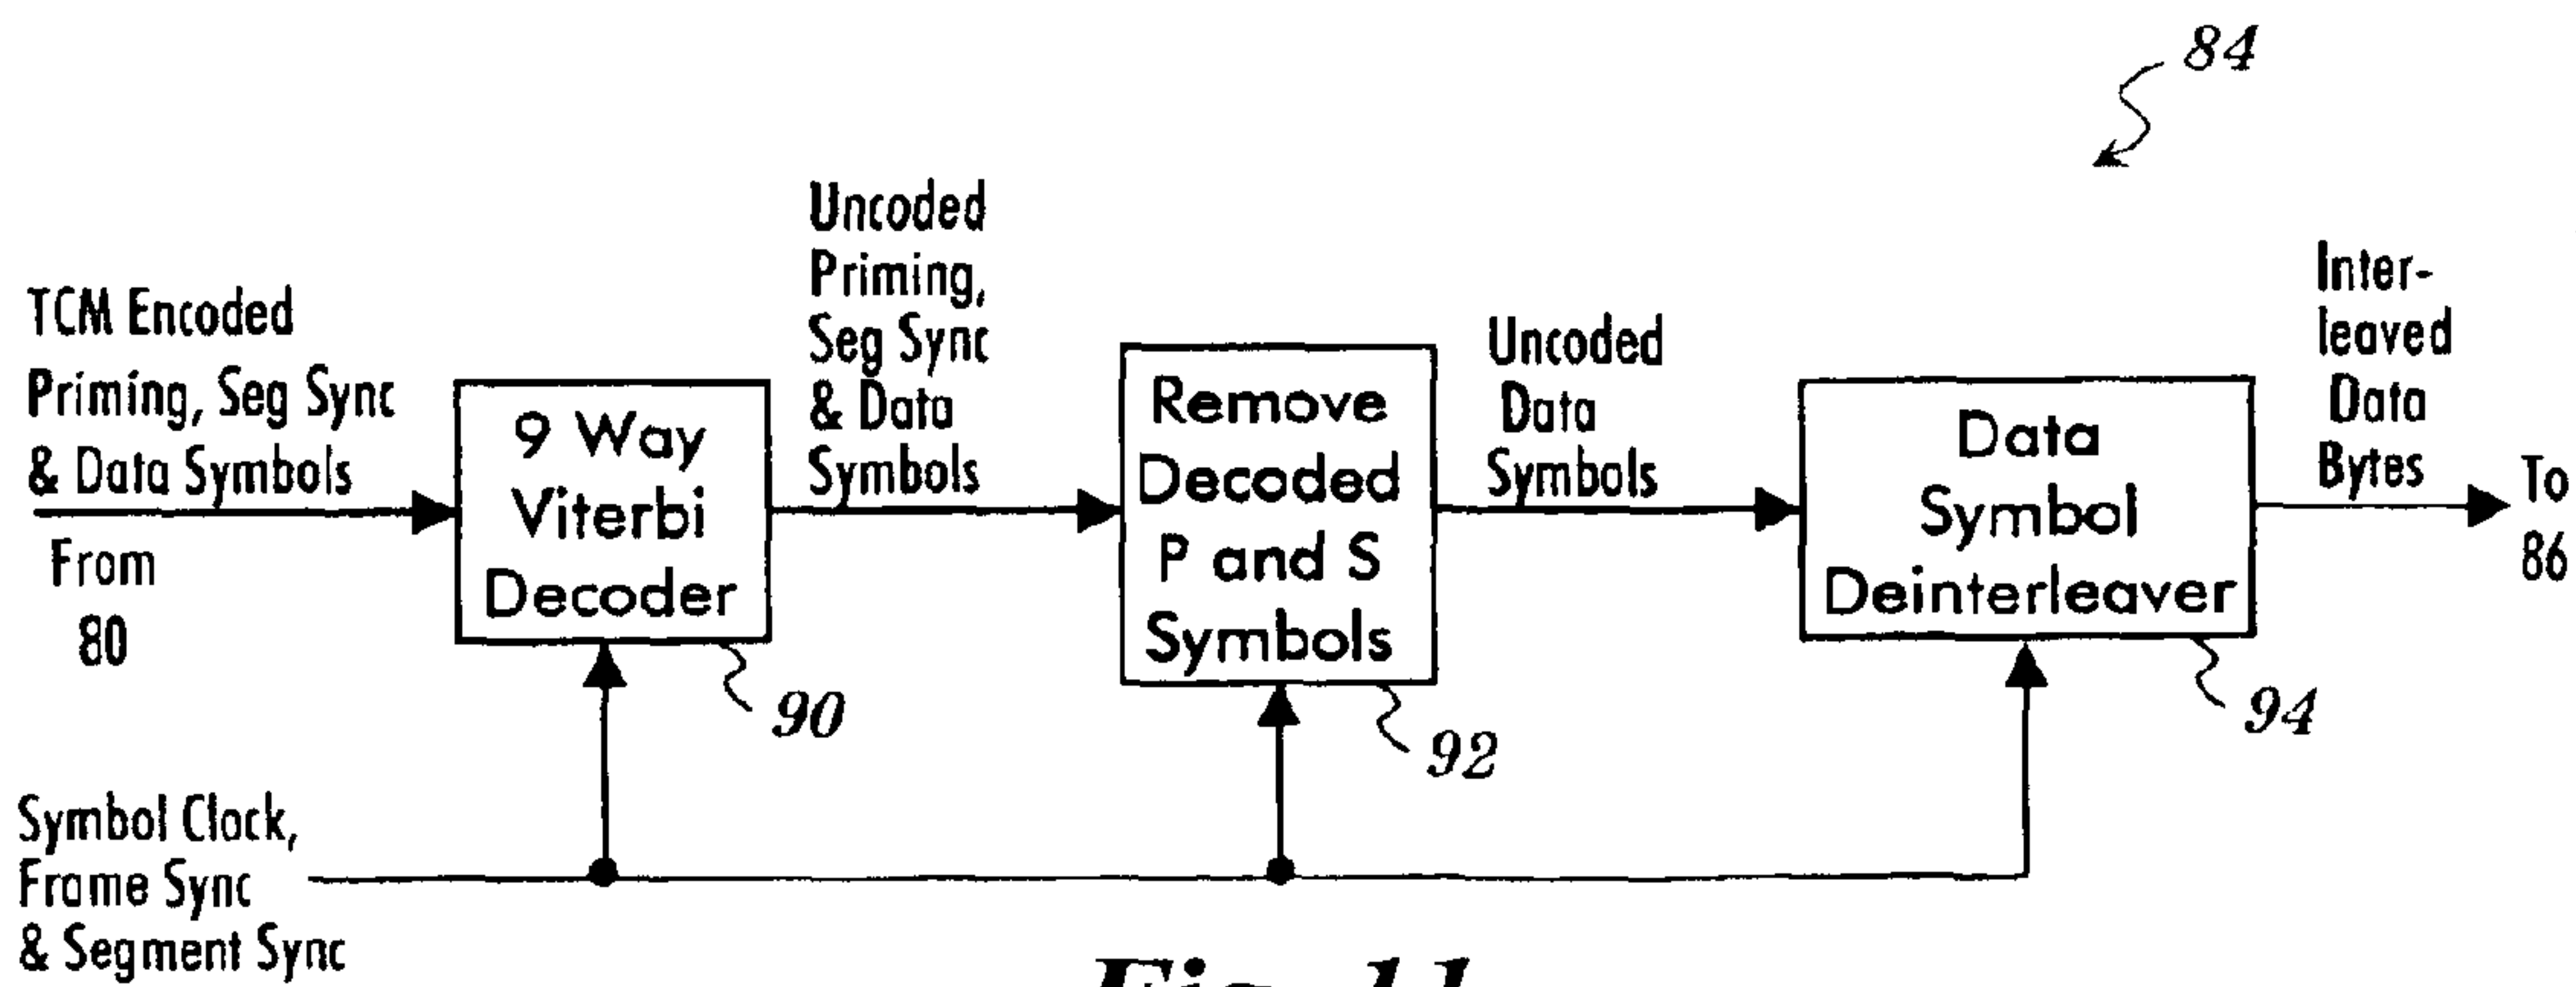 84
TCM Encoded
Priming, Seg Sync
& Data Symbols
From
80
9 Way
Viterbi
Decoder
90
Uncoded
Priming,
Seg Sync
& Data
Symbols
Remove
Decoded
P and S
Symbols
92
Uncoded
Data
Symbols
Data
Symbol
Deinterleaver
94
Inter-
leaved
Data
Bytes
To
86
Symbol Clock,
Frame Sync
& Segment Sync
Fig. 11